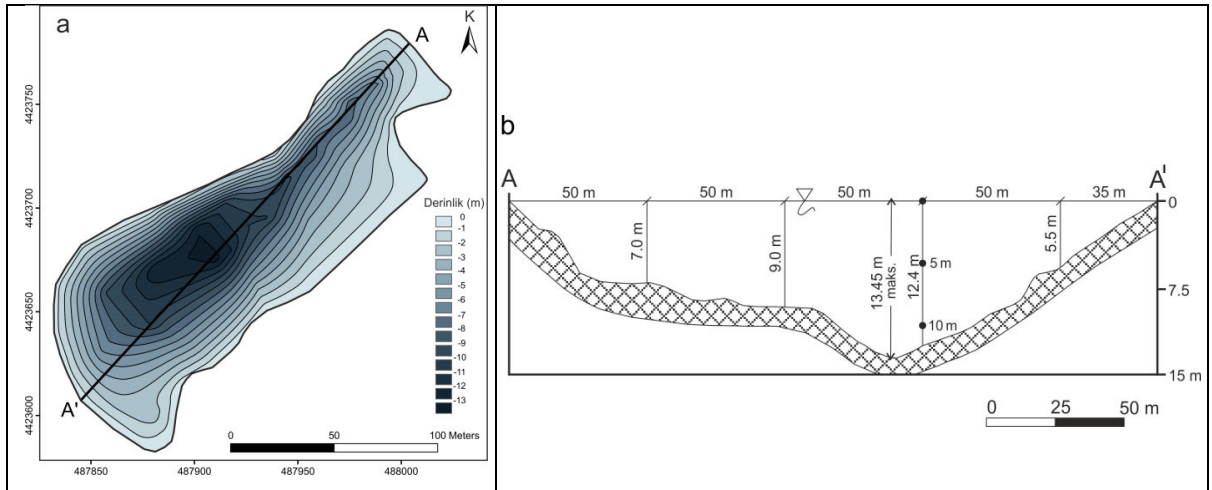 a
K
A
A'
4423750
4423700
4423650
4423600
487850
487900
487950
488000
Derinlik (m)
0
-1
-2
-3
-4
-5
-6
-7
-8
-9
-10
-11
-12
-13
0
50
100 Meters
b
A
A'
50 m
50 m
50 m
50 m
35 m
7.0 m
9.0 m
13.45 m
maks.
12.4 m
5 m
10 m
5.5 m
0
7.5
15 m
0
25
50 m